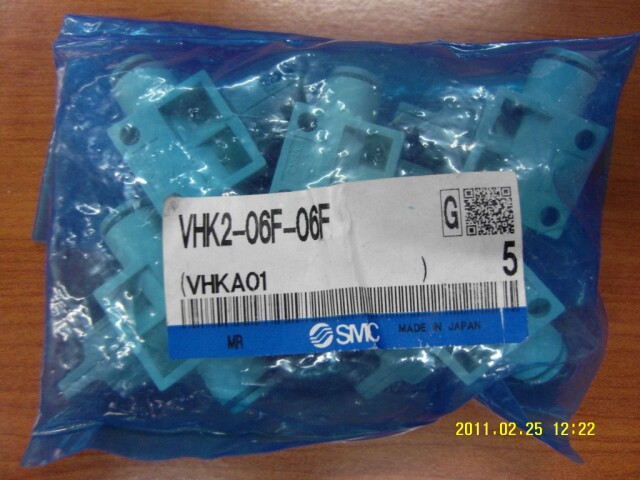 VHK2-06F-06F
G
(VHKA01 )
5
MR
SMC
MADE IN JAPAN
2011.02.25 12:22